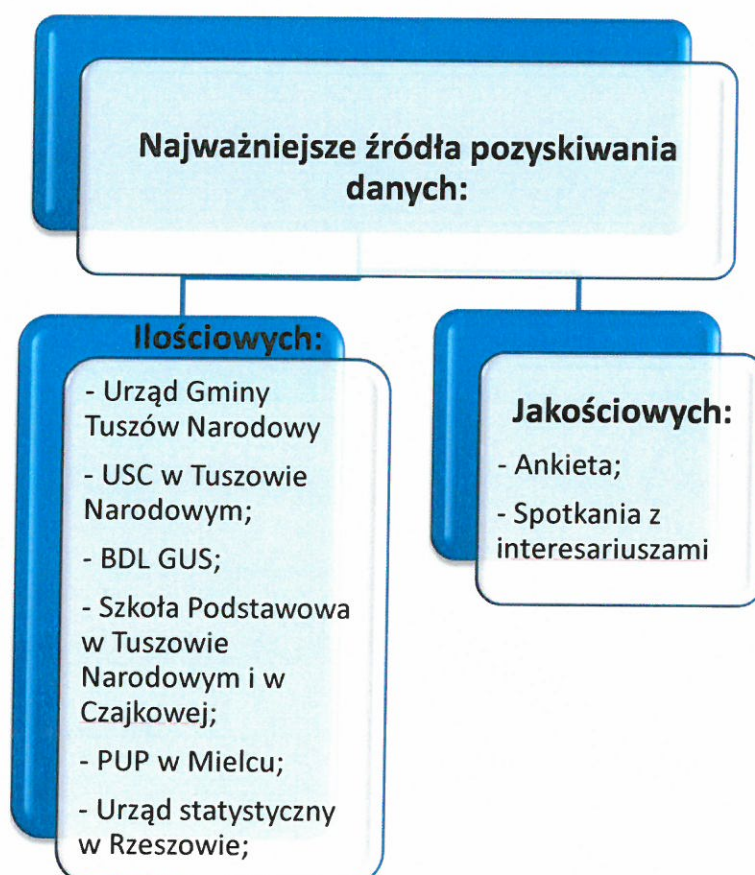 Najważniejsze źródła pozyskiwania
danych:
Ilościowych:
- Urząd Gminy
Tuszów Narodowy
- USC w Tuszowie
Narodowym;
- BDL GUS;
- Szkoła Podstawowa
w Tuszowie
Narodowym i w
Czajkowej;
- PUP w Mielcu;
- Urząd statystyczny
w Rzeszowie;
Jakościowych:
- Ankieta;
- Spotkania z
interesariuszami